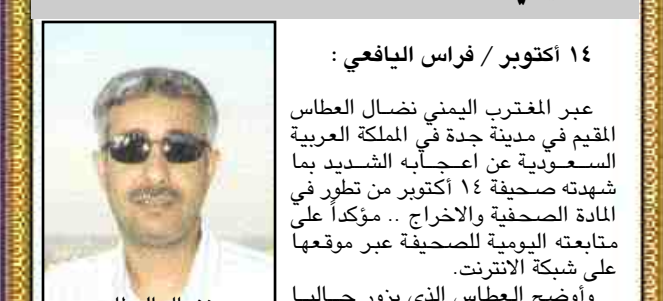 ١٤ أكتوبر / فراس اليافعي :
عبر المغترب اليمني نضال العطاس
المقيم في مدينة جدة في المملكة العربية
السعودية عن اعجابه الشديد بما
شهدته صحيفة ١٤ أكتوبر من تطور في
المادة الصحفية والاخراج .. مؤكداً على
متابعته اليومية للصحيفة عبر موقعها
على شبكة الانترنت.
وأوضح العطاس الذي يزور حاليا